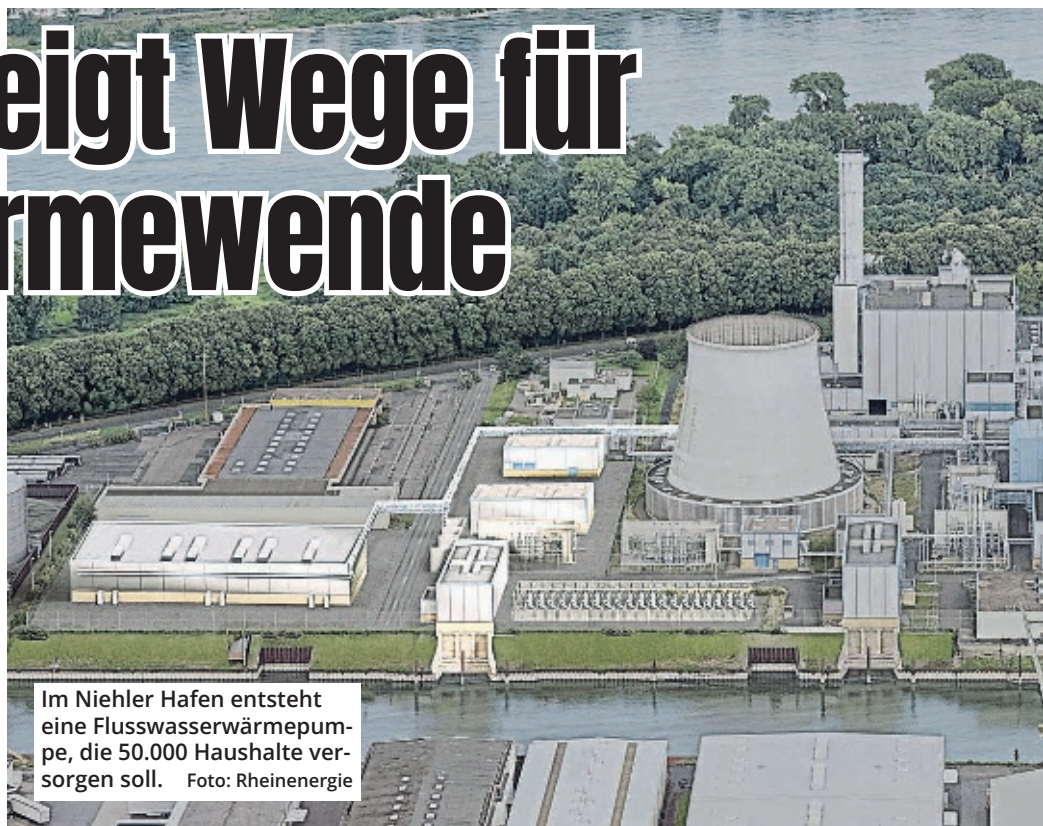 eigt Wege für
rmewende
Im Niehler Hafen entsteht
eine Flusswasserwärmepum-
pe, die 50.000 Haushalte ver-
sorgen soll. Foto: Rheinenergie